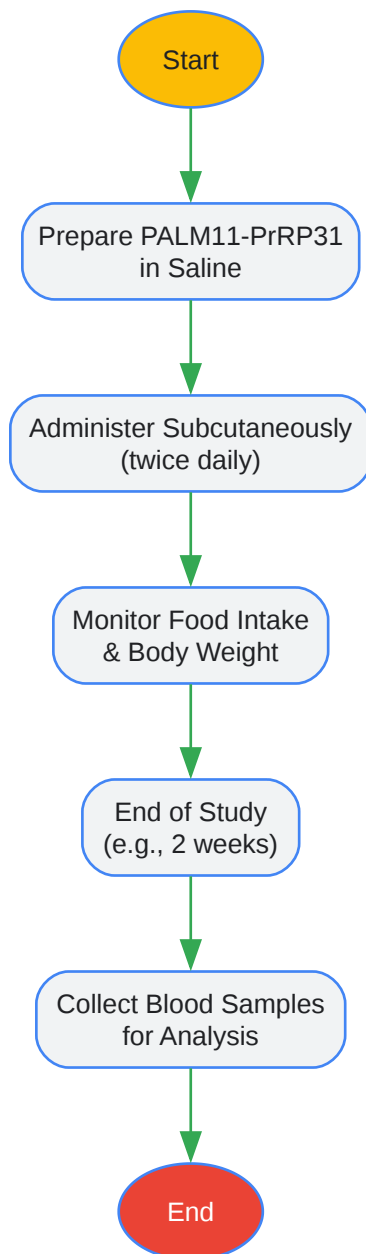 Start
Prepare PALM11-PrRP31
in Saline
Administer Subcutaneously
(twice daily)
Monitor Food Intake
& Body Weight
End of Study
(e.g., 2 weeks)
Collect Blood Samples
for Analysis
End